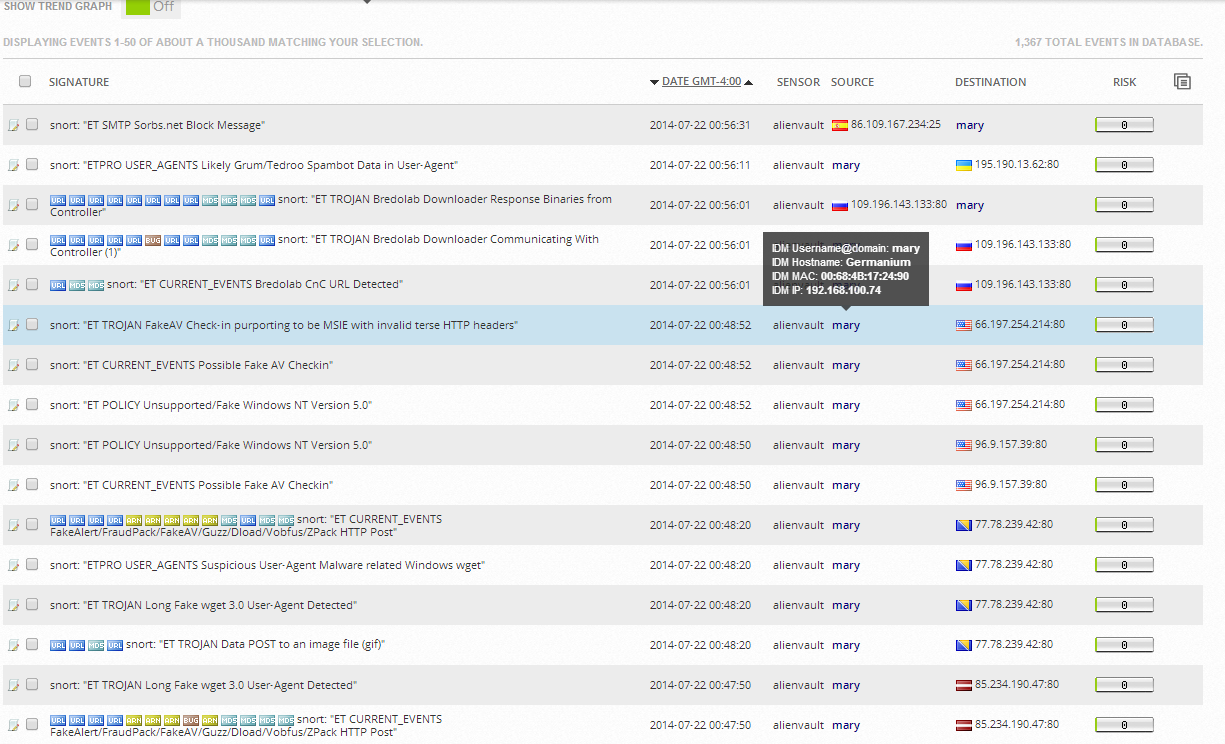 SHOW TREND GRAPH Off
DISPLAYING EVENTS 1-50 OF ABOUT A THOUSAND MATCHING YOUR SELECTION. 1,367 TOTAL EVENTS IN DATABASE.
SIGNATURE DATE GMT-4:00 SENSOR SOURCE DESTINATION RISK
snort: "ET SMTP Sorbs.net Block Message" 2014-07-22 00:56:31 alienvault 86.109.167.234:25 mary 0
snort: "ETPRO USER_AGENTS Likely Grum/Tedroo Spambot Data in User-Agent" 2014-07-22 00:56:11 alienvault mary 195.190.13.62:80 0
URL URL URL URL URL URL URL URL MD5 MD5 MD5 URL snort: "ET TROJAN Bredolab Downloader Response Binaries from
Controller" 2014-07-22 00:56:01 alienvault 109.196.143.133:80 mary 0
URL URL URL URL URL BUG URL URL MD5 MD5 MD5 URL snort: "ET TROJAN Bredolab Downloader Communicating With
Controller (1)" 2014-07-22 00:56:01 109.196.143.133:80 0
IDM Username@domain: mary
IDM Hostname: Germanium
IDM MAC: 00:68:4B:17:24:90
IDM IP: 192.168.100.74
URL MD5 MD5 snort: "ET CURRENT_EVENTS Bredolab CnC URL Detected" 2014-07-22 00:56:01 109.196.143.133:80 0
snort: "ET TROJAN FakeAV Check-in purporting to be MSIE with invalid terse HTTP headers" 2014-07-22 00:48:52 alienvault mary 66.197.254.214:80 0
snort: "ET CURRENT_EVENTS Possible Fake AV Checkin" 2014-07-22 00:48:52 alienvault mary 66.197.254.214:80 0
snort: "ET POLICY Unsupported/Fake Windows NT Version 5.0" 2014-07-22 00:48:52 alienvault mary 66.197.254.214:80 0
snort: "ET POLICY Unsupported/Fake Windows NT Version 5.0" 2014-07-22 00:48:50 alienvault mary 96.9.157.39:80 0
snort: "ET CURRENT_EVENTS Possible Fake AV Checkin" 2014-07-22 00:48:50 alienvault mary 96.9.157.39:80 0
URL URL URL URL ARN ARN ARN ARN ARN MD5 URL MD5 MD5 snort: "ET CURRENT_EVENTS
FakeAlert/FraudPack/FakeAV/Guzz/Dload/Vobfus/ZPack HTTP Post" 2014-07-22 00:48:20 alienvault mary 77.78.239.42:80 0
snort: "ETPRO USER_AGENTS Suspicious User-Agent Malware related Windows wget" 2014-07-22 00:48:20 alienvault mary 77.78.239.42:80 0
snort: "ET TROJAN Long Fake wget 3.0 User-Agent Detected" 2014-07-22 00:48:20 alienvault mary 77.78.239.42:80 0
URL URL MD5 URL snort: "ET TROJAN Data POST to an image file (gif)" 2014-07-22 00:48:20 alienvault mary 77.78.239.42:80 0
snort: "ET TROJAN Long Fake wget 3.0 User-Agent Detected" 2014-07-22 00:47:50 alienvault mary 85.234.190.47:80 0
URL URL URL URL ARN ARN ARN BUG ARN MD5 MD5 MD5 MD5 snort: "ET CURRENT_EVENTS
FakeAlert/FraudPack/FakeAV/Guzz/Dload/Vobfus/ZPack HTTP Post" 2014-07-22 00:47:50 alienvault mary 85.234.190.47:80 0